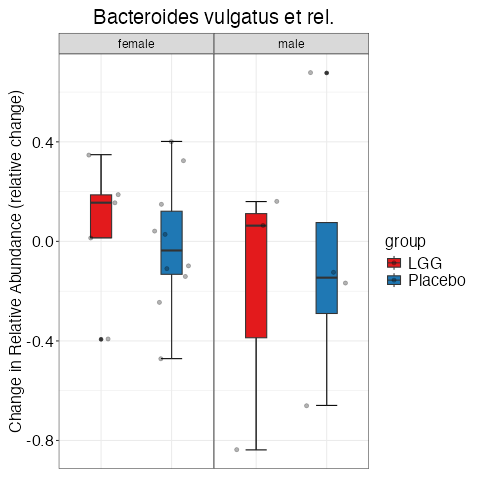 Bacteroides vulgatus et rel.
female
male
Change in Relative Abundance (relative change)
0.4
0.0
-0.4
-0.8
group
LGG
Placebo